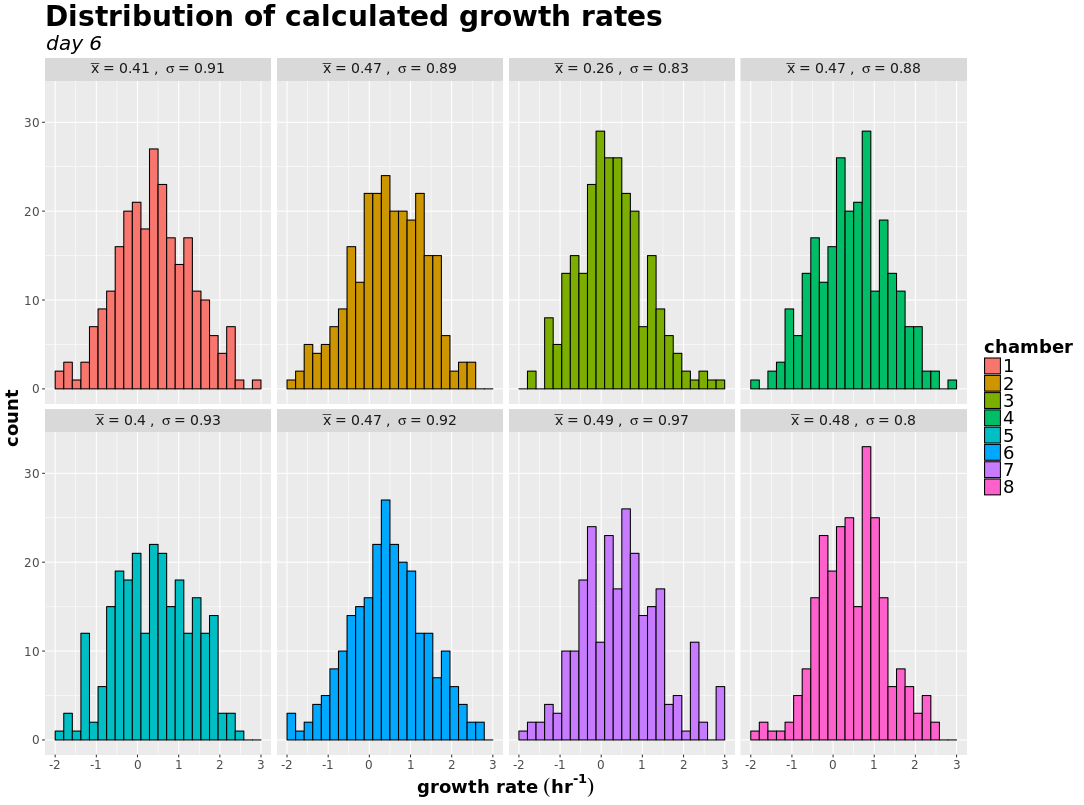 Distribution of calculated growth rates
day 6
x̅ = 0.41 , σ = 0.91
x̅ = 0.47 , σ = 0.89
x̅ = 0.26 , σ = 0.83
x̅ = 0.47 , σ = 0.88
30
20
10
0
x̅ = 0.4 , σ = 0.93
x̅ = 0.47 , σ = 0.92
x̅ = 0.49 , σ = 0.97
x̅ = 0.48 , σ = 0.8
30
20
10
0
-2 -1 0 1 2 3
-2 -1 0 1 2 3
-2 -1 0 1 2 3
-2 -1 0 1 2 3
count
growth rate (hr⁻¹)
chamber
1
2
3
4
5
6
7
8